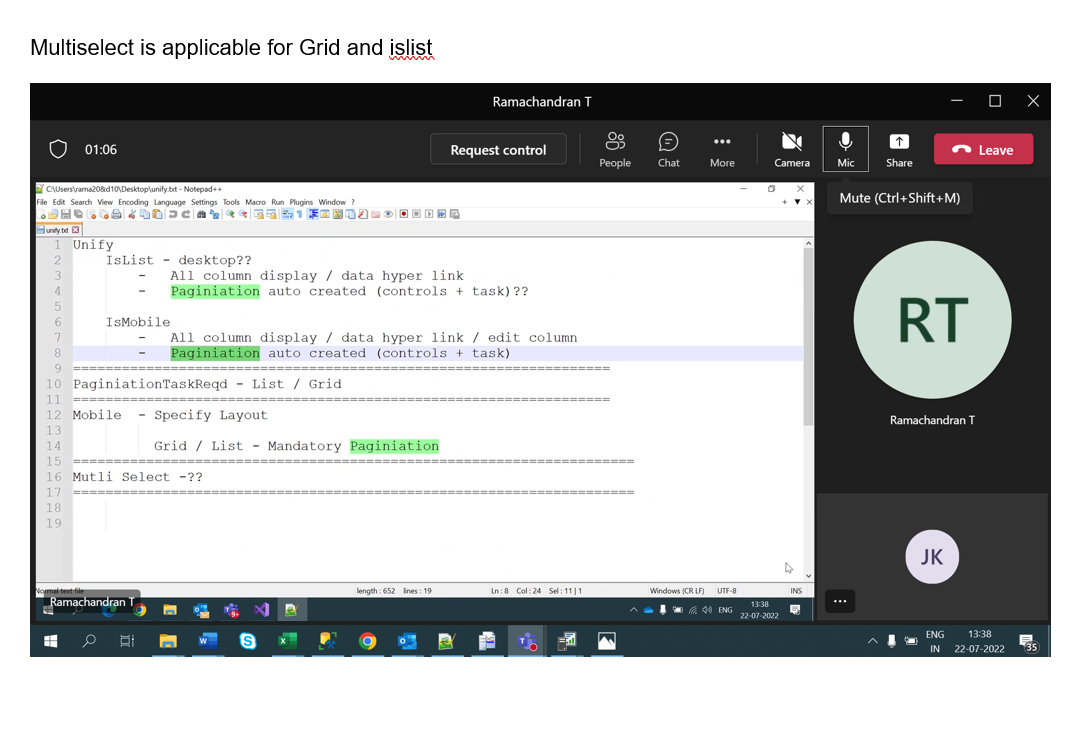 Multiselect is applicable for Grid and islist
Ramachandran T
01:06
Request control
People
Chat
More
Camera
Mic
Share
Leave
Mute (Ctrl+Shift+M)
C:\Users\rama20&d10\Desktop\unify.txt - Notepad++
File Edit Search View Encoding Language Settings Tools Macro Run Plugins Window ?
unify.txt
1 Unify
2 IsList - desktop??
3 - All column display / data hyper link
4 - Paginiation auto created (controls + task)??
5
6 IsMobile
7 - All column display / data hyper link / edit column
8 - Paginiation auto created (controls + task)
9 ==================================================================
10 PaginiationTaskReqd - List / Grid
11 ==================================================================
12 Mobile - Specify Layout
13
14 Grid / List - Mandatory Paginiation
15 =====================================================================
16 Mutli Select -??
17 =====================================================================
18
19
RT
Ramachandran T
JK
Normal text file
length : 652 lines : 19
Ln : 8 Col : 24 Sel : 11 | 1
Windows (CR LF)
UTF-8
INS
Ramachandran T
ENG
13:38
22-07-2022
ENG
IN
13:38
22-07-2022
35